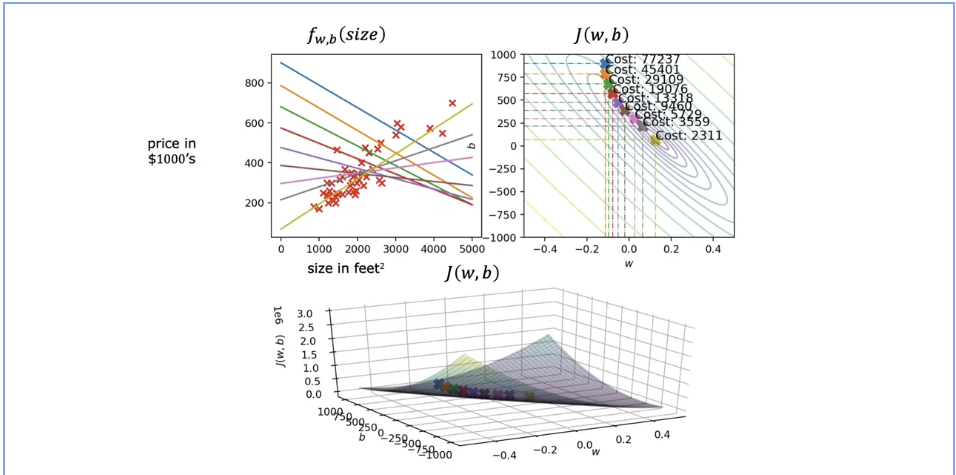 f_{w,b}(size)
J(w,b)
price in
$1000's
800
600
400
200
0 1000 2000 3000 4000 5000
size in feet²
1000
750
500
250
0
−250
−500
−750
−1000
b
−0.4 −0.2 0.0 0.2 0.4
w
Cost: 77237
Cost: 45401
Cost: 29109
Cost: 19076
Cost: 13318
Cost: 9460
Cost: 5729
Cost: 3559
Cost: 2311
J(w,b)
1e6
J(w, b)
3.0
2.5
2.0
1.5
1.0
0.5
0.0
1000
750
500
250
0
−250
−500
−750
−1000
b
−0.4 −0.2 0.0 0.2 0.4
w